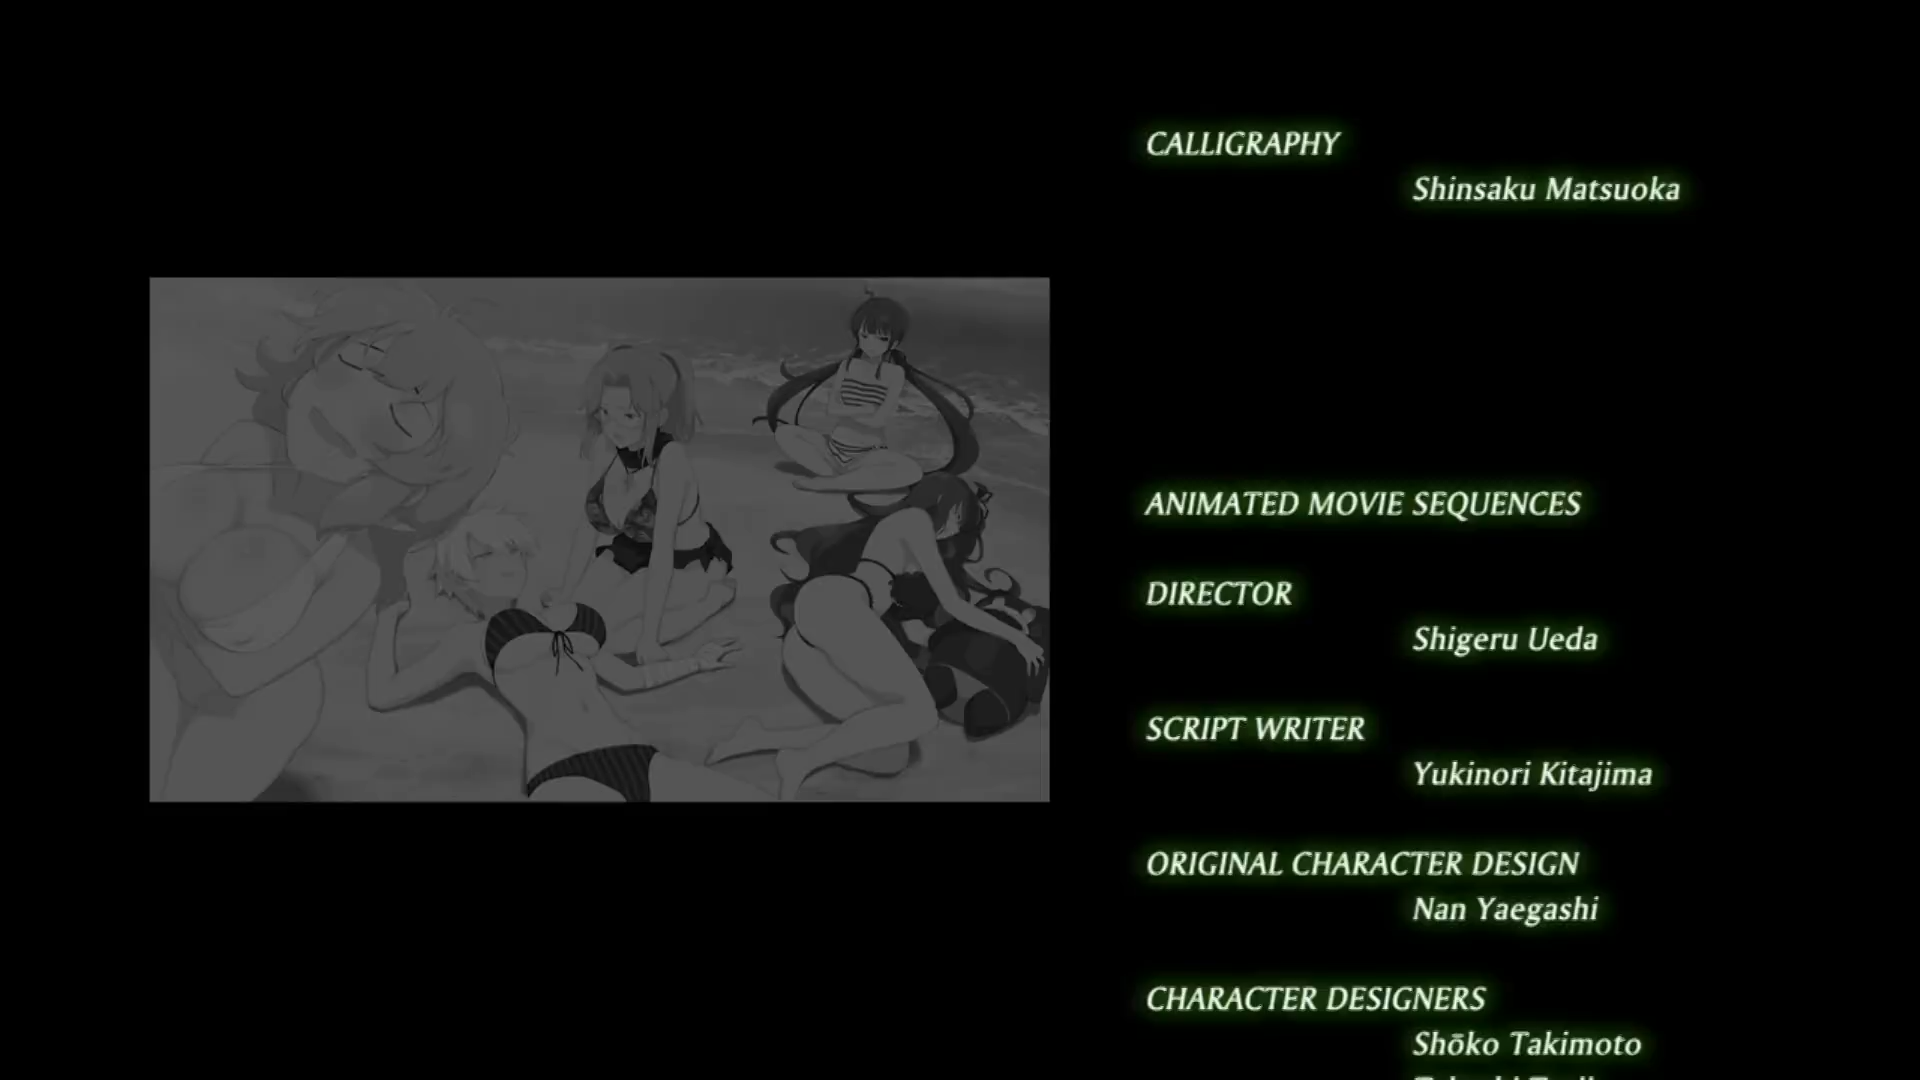 CALLIGRAPHY
Shinsaku Matsuoka
ANIMATED MOVIE SEQUENCES
DIRECTOR
Shigeru Ueda
SCRIPT WRITER
Yukinori Kitajima
ORIGINAL CHARACTER DESIGN
Nan Yaegashi
CHARACTER DESIGNERS
Shōko Takimoto